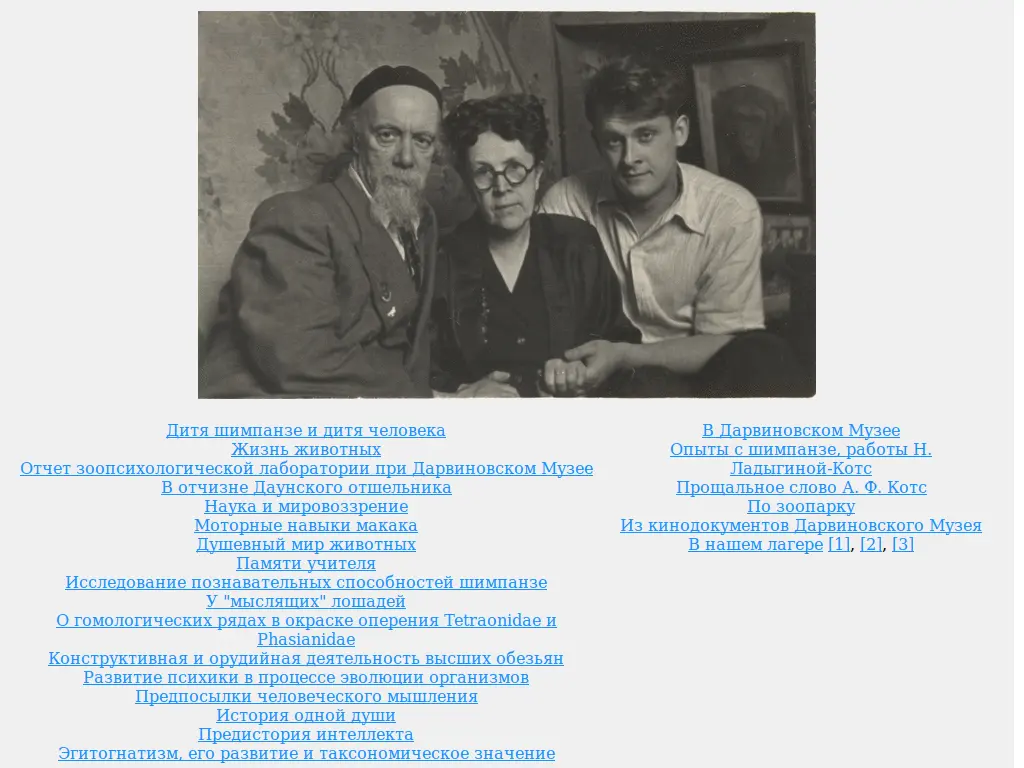 Дитя шимпанзе и дитя человека
Жизнь животных
Отчет зоопсихологической лаборатории при Дарвиновском Музее
В отчизне Даунского отшельника
Наука и мировоззрение
Моторные навыки макака
Душевный мир животных
Памяти учителя
Исследование познавательных способностей шимпанзе
У "мыслящих" лошадей
О гомологических рядах в окраске оперения Tetraonidae и
Phasianidae
Конструктивная и орудийная деятельность высших обезьян
Развитие психики в процессе эволюции организмов
Предпосылки человеческого мышления
История одной души
Предистория интеллекта
Эгитогнатизм, его развитие и таксономическое значение
В Дарвиновском Музее
Опыты с шимпанзе, работы Н.
Ладыгиной-Котс
Прощальное слово А. Ф. Котс
По зоопарку
Из кинодокументов Дарвиновского Музея
В нашем лагере [1], [2], [3]